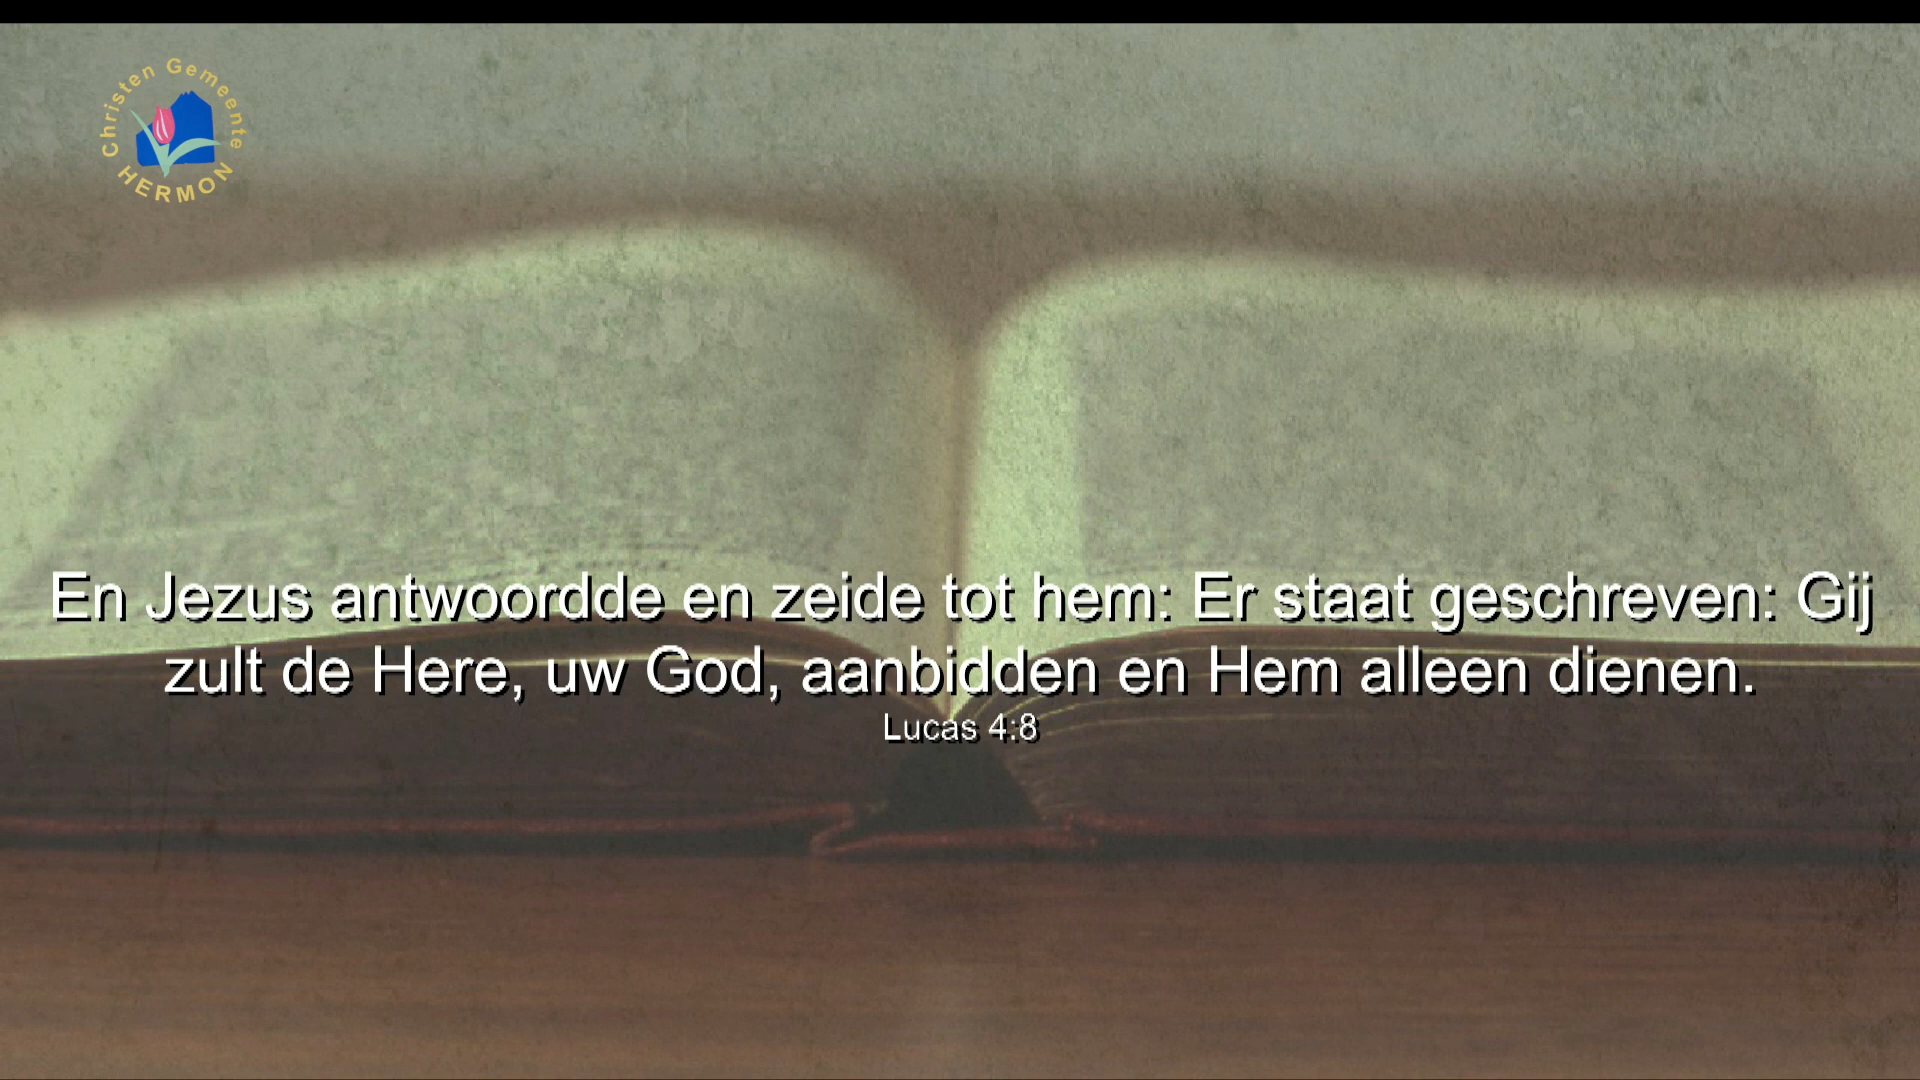 Christen Gemeente
HERMON
En Jezus antwoordde en zeide tot hem: Er staat geschreven: Gij
zult de Here, uw God, aanbidden en Hem alleen dienen.
Lucas 4:8